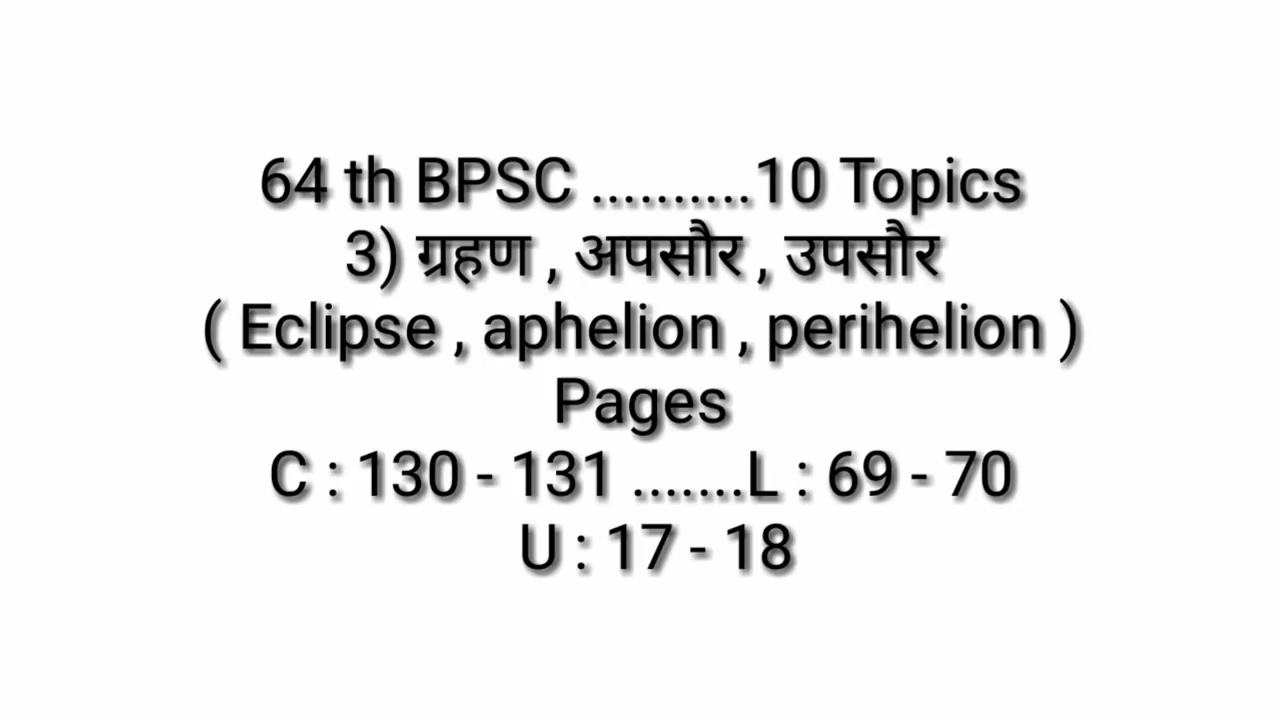 64 th BPSC ..........10 Topics
3) ग्रहण , अपसौर , उपसौर
( Eclipse , aphelion , perihelion )
Pages
C : 130 - 131 .......L : 69 - 70
U : 17 - 18